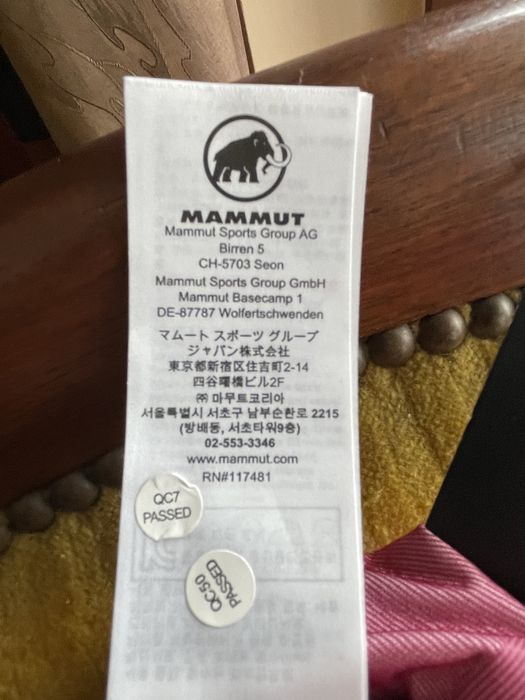 MAMMUT
Mammut Sports Group AG
Birren 5
CH-5703 Seon
Mammut Sports Group GmbH
Mammut Basecamp 1
DE-87787 Wolfertschwenden
マムート スポーツ グループ
ジャパン株式会社
東京都新宿区住吉町2-14
四谷曙橋ビル2F
㈜ 마무트코리아
서울특별시 서초구 남부순환로 2215
(방배동, 서초타워9층)
02-553-3346
www.mammut.com
RN#117481
QC7
PASSED
QC50
PASSED